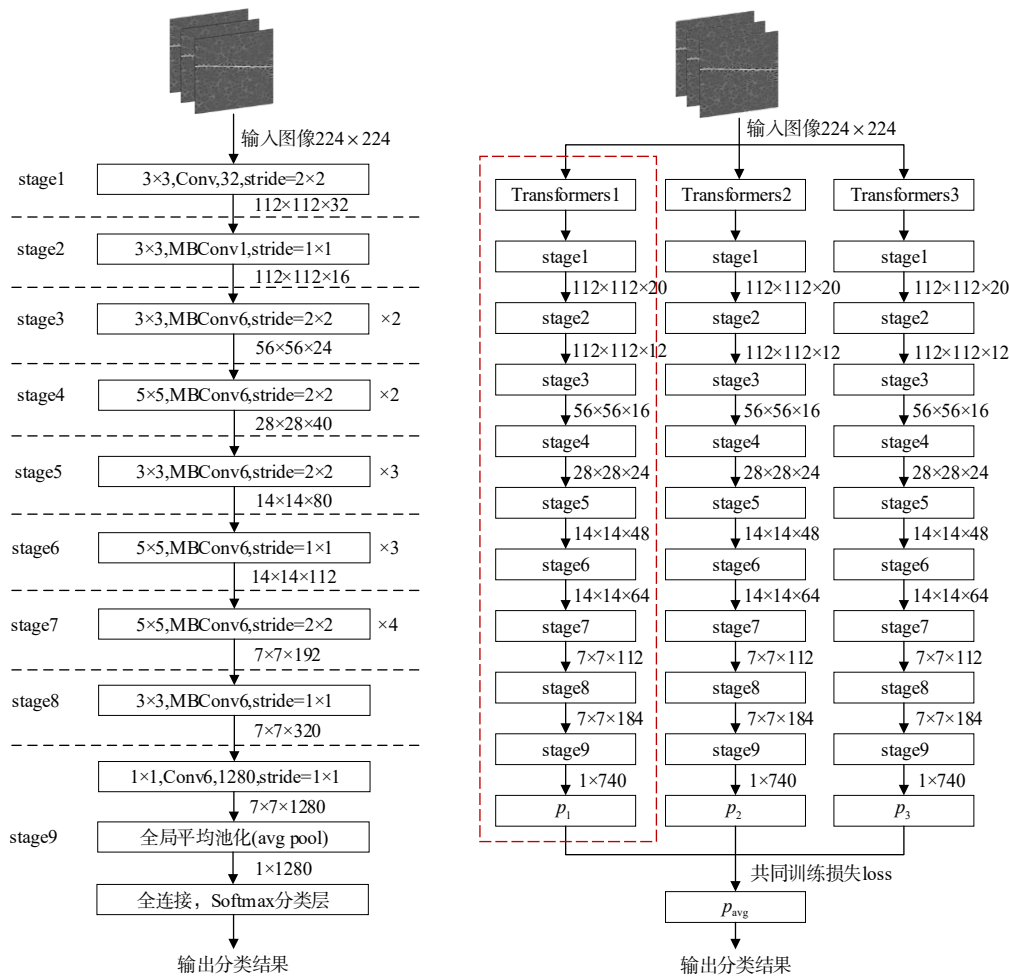 输入图像224×224
stage1
3×3,Conv,32,stride=2×2
112×112×32
stage2
3×3,MBConv1,stride=1×1
112×112×16
stage3
3×3,MBConv6,stride=2×2
×2
56×56×24
stage4
5×5,MBConv6,stride=2×2
×2
28×28×40
stage5
3×3,MBConv6,stride=2×2
×3
14×14×80
stage6
5×5,MBConv6,stride=1×1
×3
14×14×112
stage7
5×5,MBConv6,stride=2×2
×4
7×7×192
stage8
3×3,MBConv6,stride=1×1
7×7×320
1×1,Conv6,1280,stride=1×1
7×7×1280
stage9
全局平均池化(avg pool)
1×1280
全连接，Softmax分类层
输出分类结果
输入图像224×224
Transformers1 Transformers2 Transformers3
stage1 stage1 stage1
112×112×20 112×112×20 112×112×20
stage2 stage2 stage2
112×112×12 112×112×12 112×112×12
stage3 stage3 stage3
56×56×16 56×56×16 56×56×16
stage4 stage4 stage4
28×28×24 28×28×24 28×28×24
stage5 stage5 stage5
14×14×48 14×14×48 14×14×48
stage6 stage6 stage6
14×14×64 14×14×64 14×14×64
stage7 stage7 stage7
7×7×112 7×7×112 7×7×112
stage8 stage8 stage8
7×7×184 7×7×184 7×7×184
stage9 stage9 stage9
1×740 1×740 1×740
p1 p2 p3
共同训练损失loss
pavg
输出分类结果